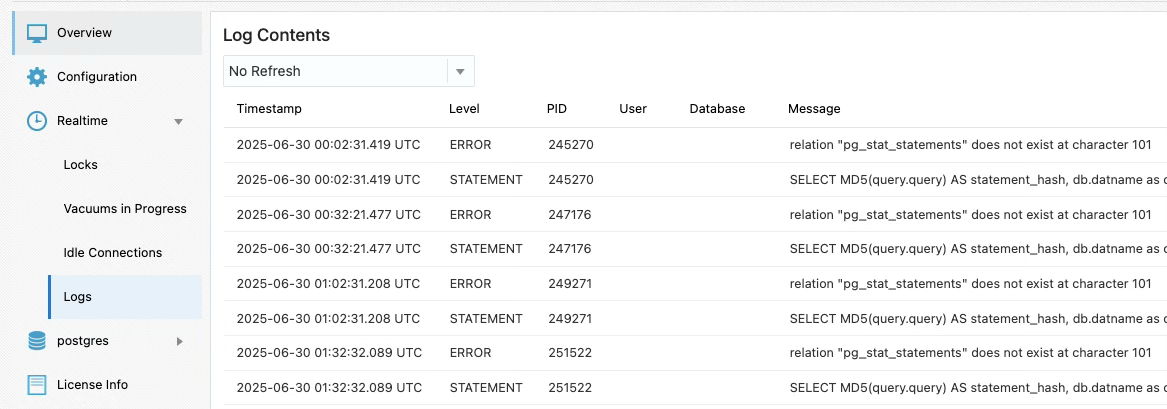 Overview
Configuration
Realtime
Locks
Vacuums in Progress
Idle Connections
Logs
postgres
License Info
Log Contents
No Refresh
Timestamp Level PID User Database Message
2025-06-30 00:02:31.419 UTC ERROR 245270 relation "pg_stat_statements" does not exist at character 101
2025-06-30 00:02:31.419 UTC STATEMENT 245270 SELECT MD5(query.query) AS statement_hash, db.datname as
2025-06-30 00:32:21.477 UTC ERROR 247176 relation "pg_stat_statements" does not exist at character 101
2025-06-30 00:32:21.477 UTC STATEMENT 247176 SELECT MD5(query.query) AS statement_hash, db.datname as
2025-06-30 01:02:31.208 UTC ERROR 249271 relation "pg_stat_statements" does not exist at character 101
2025-06-30 01:02:31.208 UTC STATEMENT 249271 SELECT MD5(query.query) AS statement_hash, db.datname as
2025-06-30 01:32:32.089 UTC ERROR 251522 relation "pg_stat_statements" does not exist at character 101
2025-06-30 01:32:32.089 UTC STATEMENT 251522 SELECT MD5(query.query) AS statement_hash, db.datname as